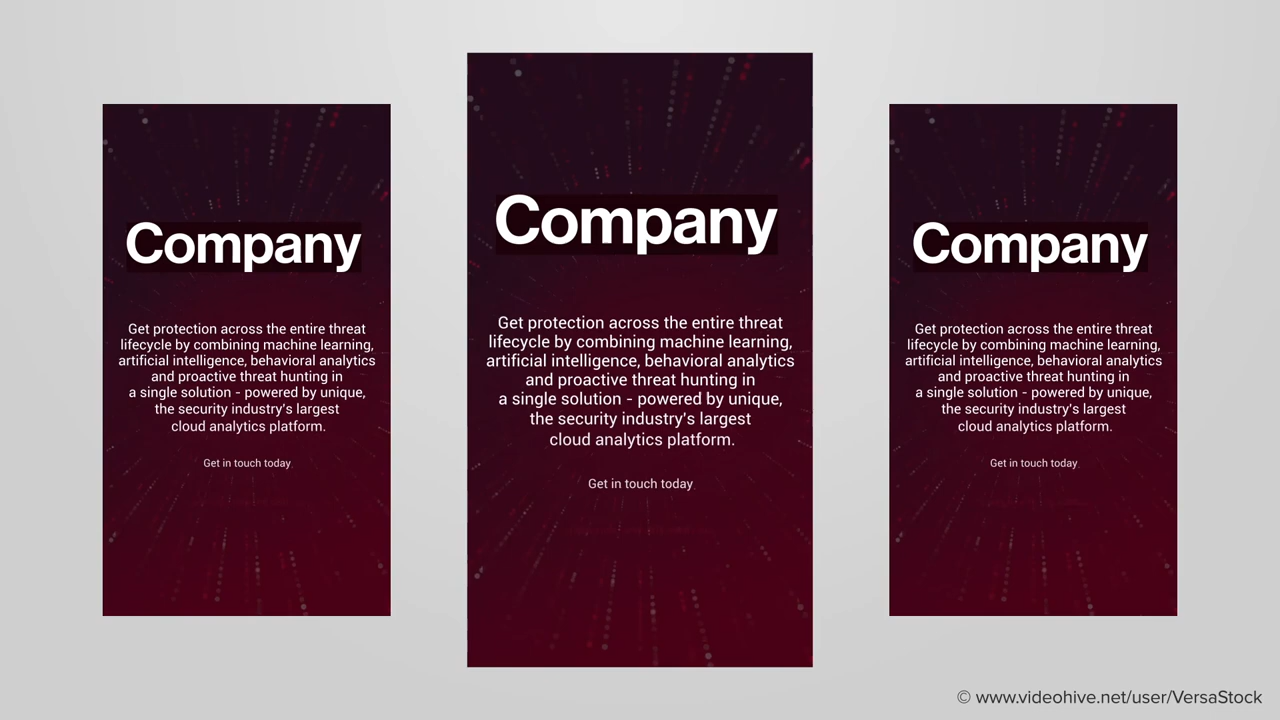 Company
Get protection across the entire threat
lifecycle by combining machine learning,
artificial intelligence, behavioral analytics
and proactive threat hunting in
a single solution - powered by unique,
the security industry's largest
cloud analytics platform.
Get in touch today
Company
Get protection across the entire threat
lifecycle by combining machine learning,
artificial intelligence, behavioral analytics
and proactive threat hunting in
a single solution - powered by unique,
the security industry's largest
cloud analytics platform.
Get in touch today
Company
Get protection across the entire threat
lifecycle by combining machine learning,
artificial intelligence, behavioral analytics
and proactive threat hunting in
a single solution - powered by unique,
the security industry's largest
cloud analytics platform.
Get in touch today
© www.videohive.net/user/VersaStock